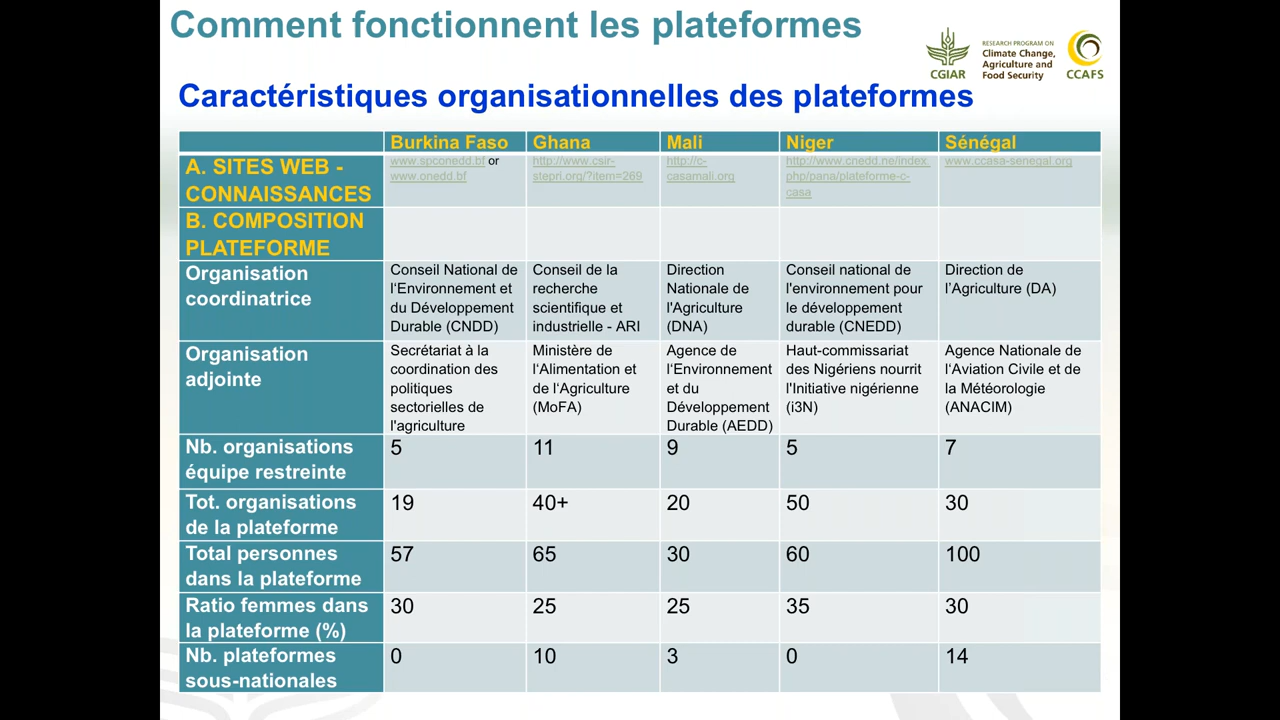 Comment fonctionnent les plateformes
RESEARCH PROGRAM ON
Climate Change,
Agriculture and
Food Security
CGIAR
CCAFS
Caractéristiques organisationnelles des plateformes
Burkina Faso
Ghana
Mali
Niger
Sénégal
A. SITES WEB -
CONNAISSANCES
www.spconedd.bf or
www.onedd.bf
http://www.csir-
stepri.org/?item=269
http://c-
casamali.org
http://www.cnedd.ne/index.
php/pana/plateforme-c-
casa
www.ccasa-senegal.org
B. COMPOSITION
PLATEFORME
Organisation
coordinatrice
Conseil National de
l'Environnement et
du Développement
Durable (CNDD)
Conseil de la
recherche
scientifique et
industrielle - ARI
Direction
Nationale de
l'Agriculture
(DNA)
Conseil national de
l'environnement pour
le développement
durable (CNEDD)
Direction de
l'Agriculture (DA)
Organisation
adjointe
Secrétariat à la
coordination des
politiques
sectorielles de
l'agriculture
Ministère de
l'Alimentation et
de l'Agriculture
(MoFA)
Agence de
l'Environnement
et du
Développement
Durable (AEDD)
Haut-commissariat
des Nigériens nourrit
l'Initiative nigérienne
(i3N)
Agence Nationale de
l'Aviation Civile et de
la Météorologie
(ANACIM)
Nb. organisations
équipe restreinte
5
11
9
5
7
Tot. organisations
de la plateforme
19
40+
20
50
30
Total personnes
dans la plateforme
57
65
30
60
100
Ratio femmes dans
la plateforme (%)
30
25
25
35
30
Nb. plateformes
sous-nationales
0
10
3
0
14